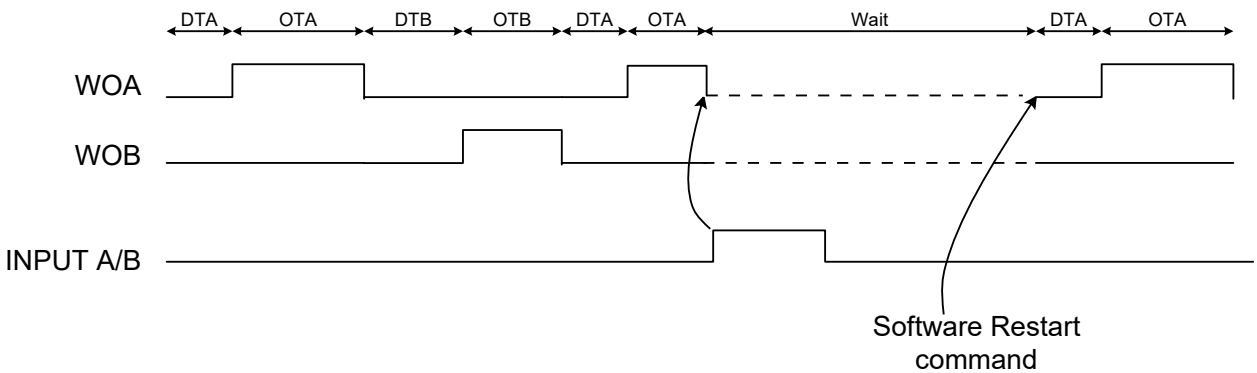 DTA OTA DTB OTB DTA OTA Wait DTA OTA
WOA
WOB
INPUT A/B
Software Restart
command